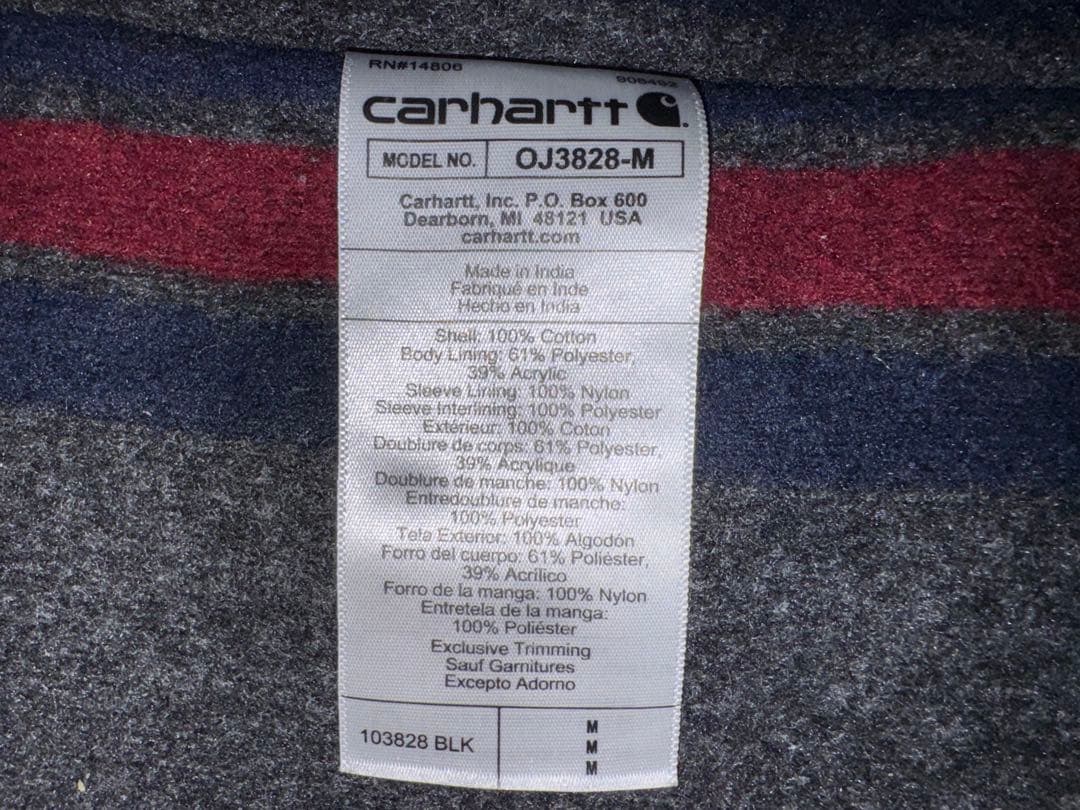 RN#14806
carhartt
MODEL NO. OJ3828-M
Carhartt, Inc. P.O. Box 600
Dearborn, MI 48121 USA
carhartt.com
Made in India
Fabriqué en Inde
Hecho en India
Shell: 100% Cotton
Body Lining: 61% Polyester,
39% Acrylic
Sleeve Lining: 100% Nylon
Sleeve Interlining: 100% Polyester
Extérieur: 100% Coton
Doublure de corps: 61% Polyester,
39% Acrylique
Doublure de manche: 100% Nylon
Entredoublure de manche:
100% Polyester
Tela Exterior: 100% Algodón
Forro del cuerpo: 61% Poliéster,
39% Acrílico
Forro de la manga: 100% Nylon
Entretela de la manga:
100% Poliéster
Exclusive Trimming
Sauf Garnitures
Excepto Adorno
103828 BLK
M
M
M